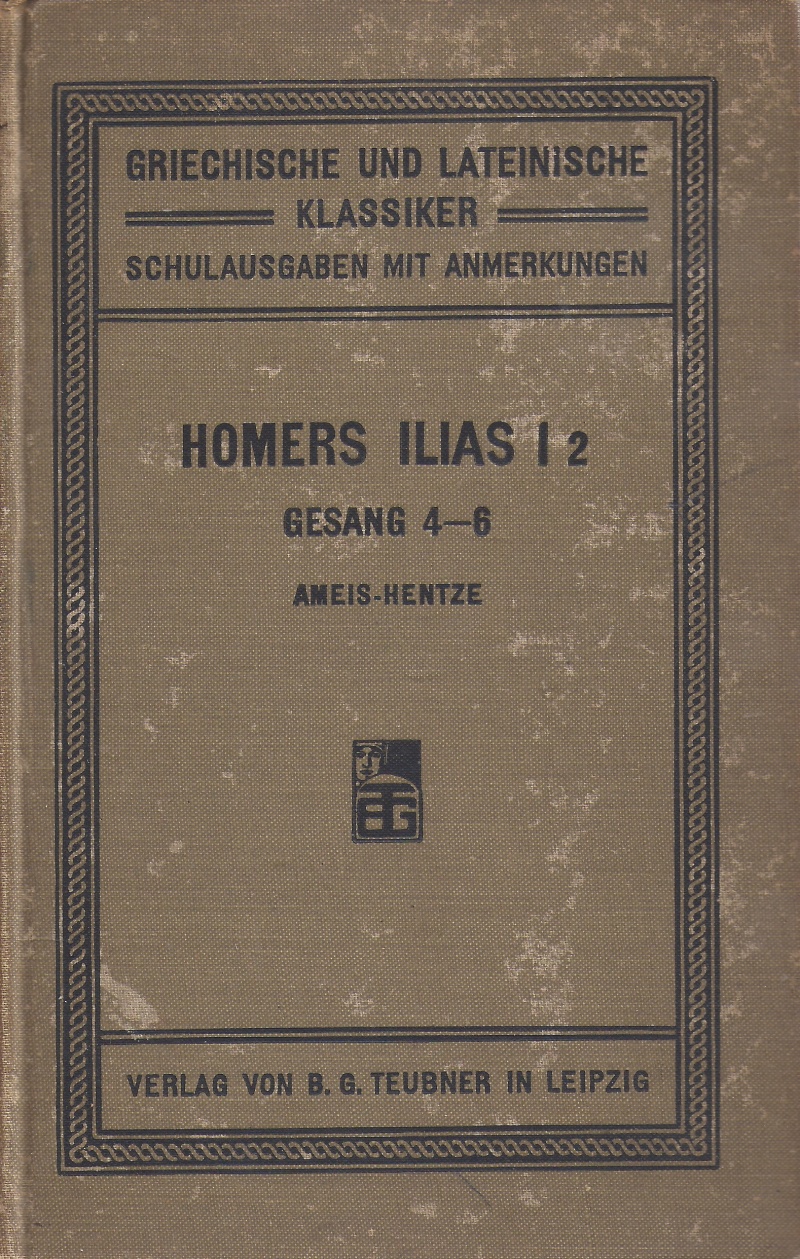 GRIECHISCHE UND LATEINISCHE
KLASSIKER
SCHULAUSGABEN MIT ANMERKUNGEN
HOMERS ILIAS I 2
GESANG 4—6
AMEIS-HENTZE
BTG
VERLAG VON B. G. TEUBNER IN LEIPZIG